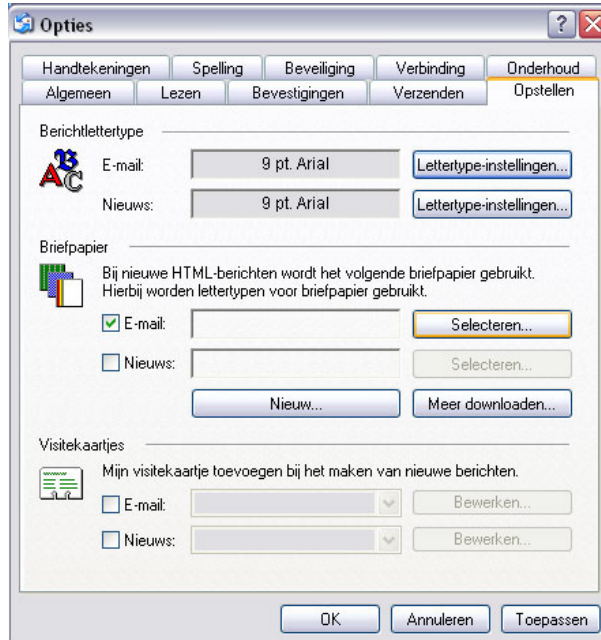 Opties
Handtekeningen Spelling Beveiliging Verbinding Onderhoud
Algemeen Lezen Bevestigingen Verzenden Opstellen
Berichtlettertype
E-mail: 9 pt. Arial Lettertype-instellingen...
Nieuws: 9 pt. Arial Lettertype-instellingen...
Briefpapier
Bij nieuwe HTML-berichten wordt het volgende briefpapier gebruikt.
Hierbij worden lettertypen voor briefpapier gebruikt.
E-mail: Selecteren...
Nieuws: Selecteren...
Nieuw... Meer downloaden...
Visitekaartjes
Mijn visitekaartje toevoegen bij het maken van nieuwe berichten.
E-mail: Bewerken...
Nieuws: Bewerken...
OK Annuleren Toepassen